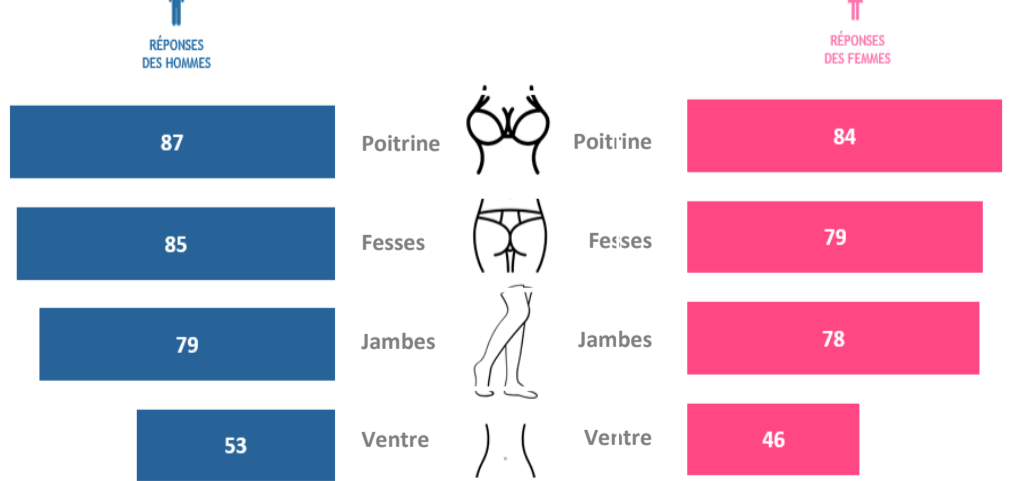 RÉPONSES
DES HOMMES
RÉPONSES
DES FEMMES
87 Poitrine Poitrine 84
85 Fesses Fesses 79
79 Jambes Jambes 78
53 Ventre Ventre 46